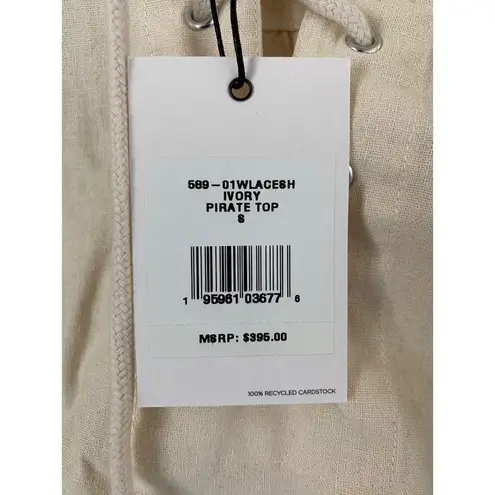 589-01WLACESH
IVORY
PIRATE TOP
S
1 95961 03677 6
MSRP: $395.00
100% RECYCLED CARDSTOCK